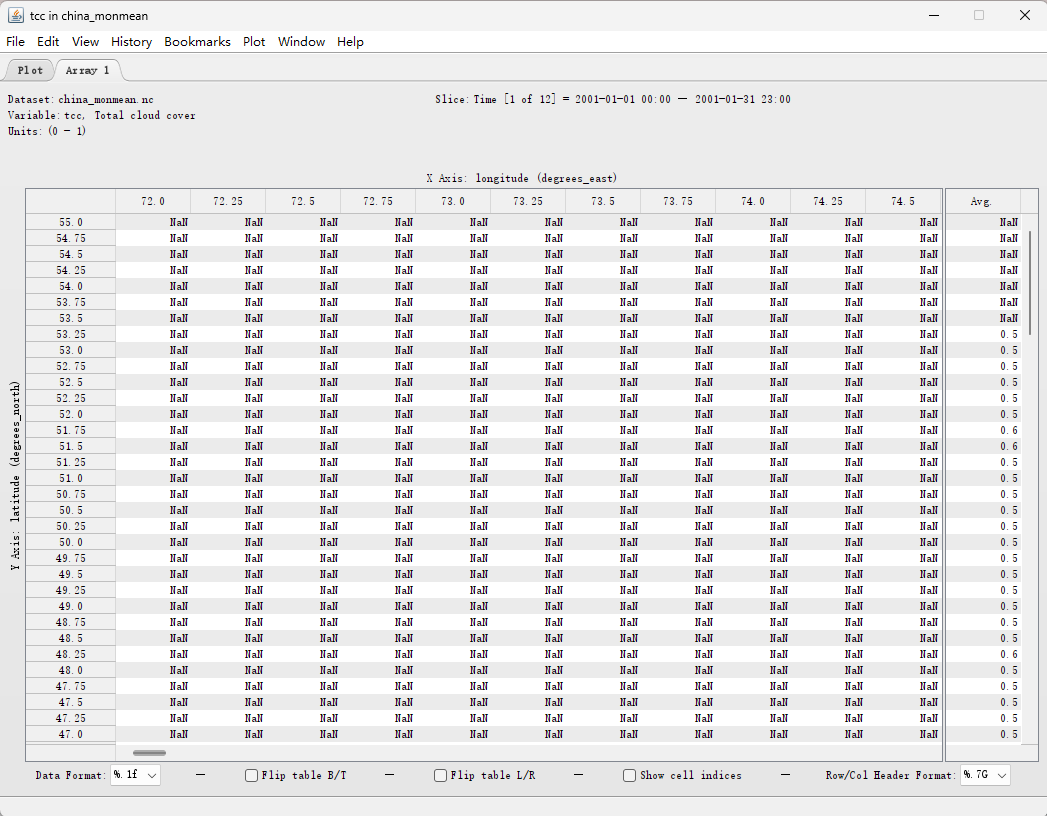 tcc in china_monmean
File Edit View History Bookmarks Plot Window Help
Plot Array 1
Dataset: china_monmean.nc Slice: Time [1 of 12] = 2001-01-01 00:00 — 2001-01-31 23:00
Variable: tcc, Total cloud cover
Units: (0 - 1)
X Axis: longitude (degrees_east)
Y Axis: latitude (degrees_north)
72.0 72.25 72.5 72.75 73.0 73.25 73.5 73.75 74.0 74.25 74.5 Avg.
55.0 NaN NaN NaN NaN NaN NaN NaN NaN NaN NaN NaN NaN
54.75 NaN NaN NaN NaN NaN NaN NaN NaN NaN NaN NaN NaN
54.5 NaN NaN NaN NaN NaN NaN NaN NaN NaN NaN NaN NaN
54.25 NaN NaN NaN NaN NaN NaN NaN NaN NaN NaN NaN NaN
54.0 NaN NaN NaN NaN NaN NaN NaN NaN NaN NaN NaN NaN
53.75 NaN NaN NaN NaN NaN NaN NaN NaN NaN NaN NaN NaN
53.5 NaN NaN NaN NaN NaN NaN NaN NaN NaN NaN NaN NaN
53.25 NaN NaN NaN NaN NaN NaN NaN NaN NaN NaN NaN 0.5
53.0 NaN NaN NaN NaN NaN NaN NaN NaN NaN NaN NaN 0.5
52.75 NaN NaN NaN NaN NaN NaN NaN NaN NaN NaN NaN 0.5
52.5 NaN NaN NaN NaN NaN NaN NaN NaN NaN NaN NaN 0.5
52.25 NaN NaN NaN NaN NaN NaN NaN NaN NaN NaN NaN 0.5
52.0 NaN NaN NaN NaN NaN NaN NaN NaN NaN NaN NaN 0.5
51.75 NaN NaN NaN NaN NaN NaN NaN NaN NaN NaN NaN 0.6
51.5 NaN NaN NaN NaN NaN NaN NaN NaN NaN NaN NaN 0.6
51.25 NaN NaN NaN NaN NaN NaN NaN NaN NaN NaN NaN 0.5
51.0 NaN NaN NaN NaN NaN NaN NaN NaN NaN NaN NaN 0.5
50.75 NaN NaN NaN NaN NaN NaN NaN NaN NaN NaN NaN 0.5
50.5 NaN NaN NaN NaN NaN NaN NaN NaN NaN NaN NaN 0.5
50.25 NaN NaN NaN NaN NaN NaN NaN NaN NaN NaN NaN 0.5
50.0 NaN NaN NaN NaN NaN NaN NaN NaN NaN NaN NaN 0.5
49.75 NaN NaN NaN NaN NaN NaN NaN NaN NaN NaN NaN 0.5
49.5 NaN NaN NaN NaN NaN NaN NaN NaN NaN NaN NaN 0.5
49.25 NaN NaN NaN NaN NaN NaN NaN NaN NaN NaN NaN 0.5
49.0 NaN NaN NaN NaN NaN NaN NaN NaN NaN NaN NaN 0.5
48.75 NaN NaN NaN NaN NaN NaN NaN NaN NaN NaN NaN 0.5
48.5 NaN NaN NaN NaN NaN NaN NaN NaN NaN NaN NaN 0.5
48.25 NaN NaN NaN NaN NaN NaN NaN NaN NaN NaN NaN 0.6
48.0 NaN NaN NaN NaN NaN NaN NaN NaN NaN NaN NaN 0.5
47.75 NaN NaN NaN NaN NaN NaN NaN NaN NaN NaN NaN 0.5
47.5 NaN NaN NaN NaN NaN NaN NaN NaN NaN NaN NaN 0.5
47.25 NaN NaN NaN NaN NaN NaN NaN NaN NaN NaN NaN 0.5
47.0 NaN NaN NaN NaN NaN NaN NaN NaN NaN NaN NaN 0.5
Data Format: %.1f — Flip table B/T — Flip table L/R — Show cell indices — Row/Col Header Format: %.7G